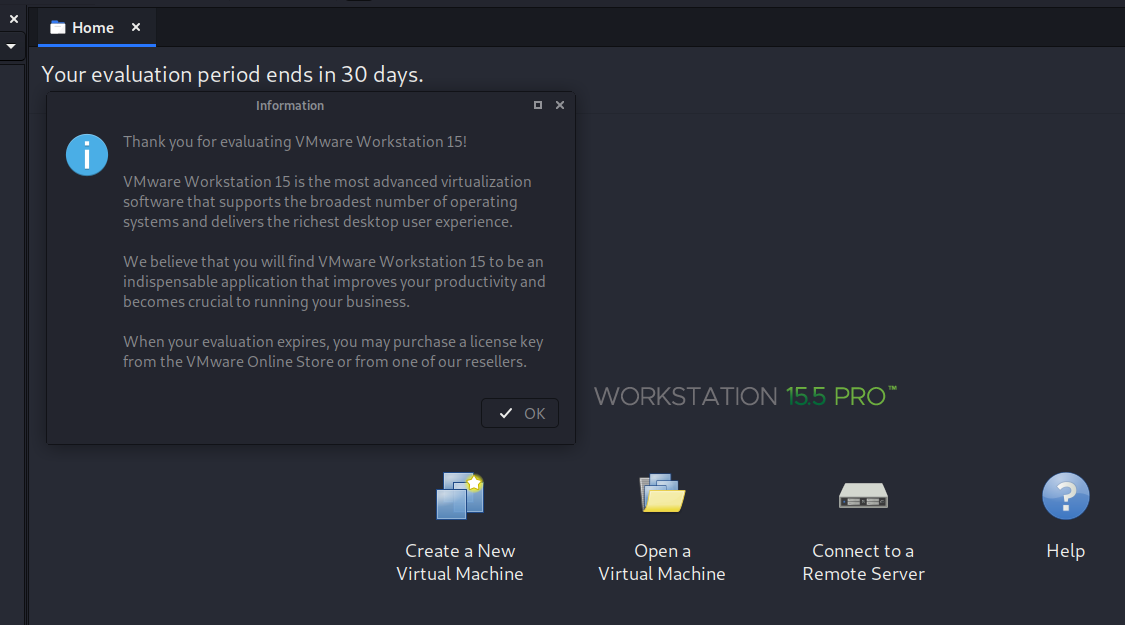 Home
Your evaluation period ends in 30 days.
Information
Thank you for evaluating VMware Workstation 15!
VMware Workstation 15 is the most advanced virtualization
software that supports the broadest number of operating
systems and delivers the richest desktop user experience.
We believe that you will find VMware Workstation 15 to be an
indispensable application that improves your productivity and
becomes crucial to running your business.
When your evaluation expires, you may purchase a license key
from the VMware Online Store or from one of our resellers.
OK
WORKSTATION 15.5 PRO™
Create a New
Virtual Machine
Open a
Virtual Machine
Connect to a
Remote Server
Help